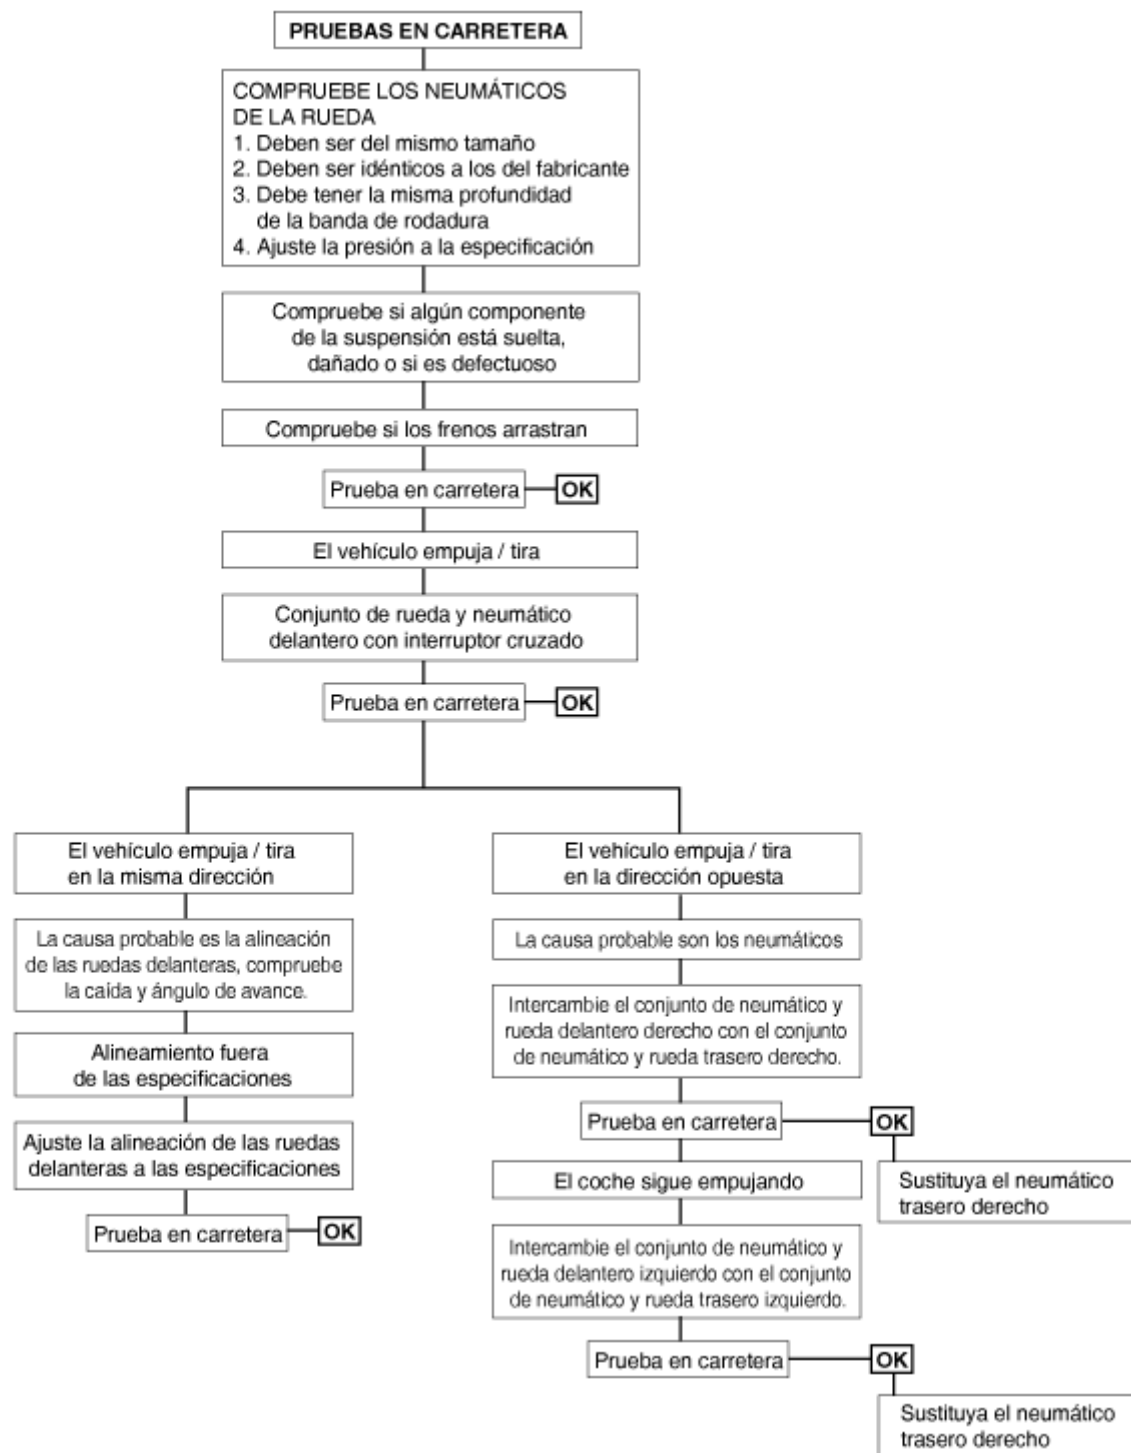 PRUEBAS EN CARRETERA
COMPRUEBE LOS NEUMÁTICOS
DE LA RUEDA
1. Deben ser del mismo tamaño
2. Deben ser idénticos a los del fabricante
3. Debe tener la misma profundidad
de la banda de rodadura
4. Ajuste la presión a la especificación
Compruebe si algún componente
de la suspensión está suelta,
dañado o si es defectuoso
Compruebe si los frenos arrastran
Prueba en carretera
OK
El vehículo empuja / tira
Conjunto de rueda y neumático
delantero con interruptor cruzado
Prueba en carretera
OK
El vehículo empuja / tira
en la misma dirección
La causa probable es la alineación
de las ruedas delanteras, compruebe
la caída y ángulo de avance.
Alineamiento fuera
de las especificaciones
Ajuste la alineación de las ruedas
delanteras a las especificaciones
Prueba en carretera
OK
El vehículo empuja / tira
en la dirección opuesta
La causa probable son los neumáticos
Intercambie el conjunto de neumático y
rueda delantero derecho con el conjunto
de neumático y rueda trasero derecho.
Prueba en carretera
OK
Sustituya el neumático
trasero derecho
El coche sigue empujando
Intercambie el conjunto de neumático y
rueda delantero izquierdo con el conjunto
de neumático y rueda trasero izquierdo.
Prueba en carretera
OK
Sustituya el neumático
trasero derecho